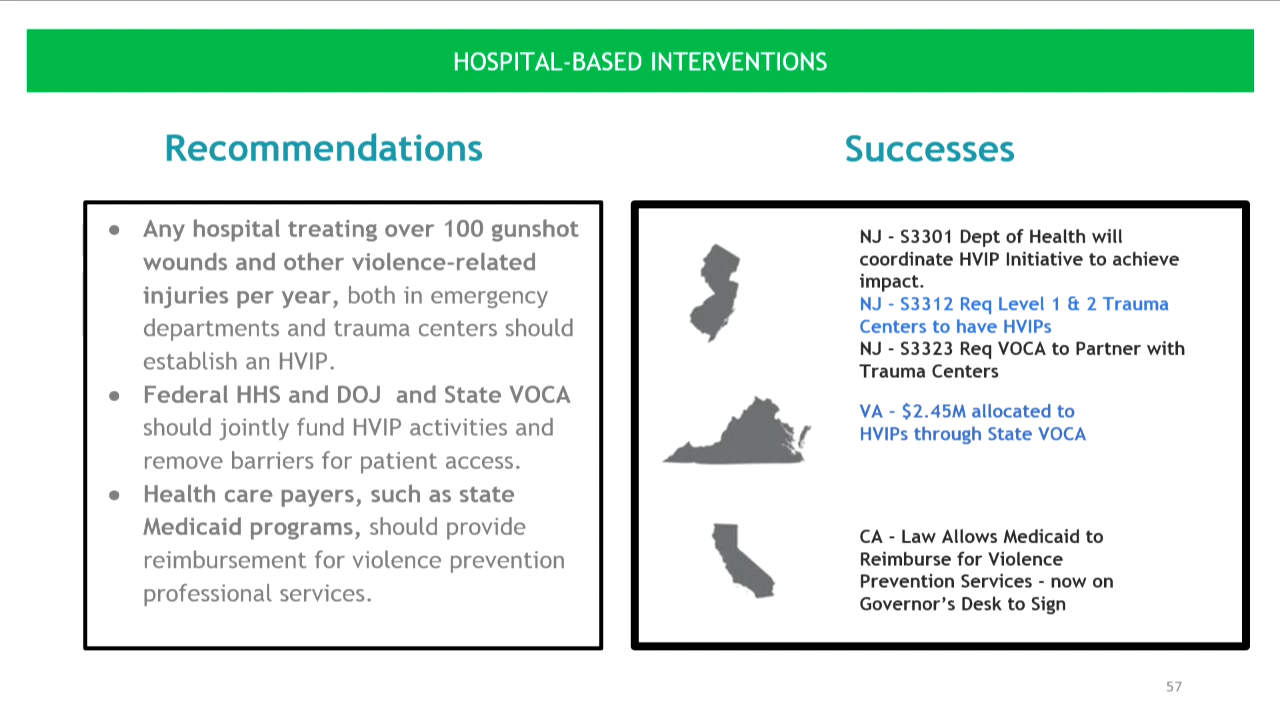 HOSPITAL-BASED INTERVENTIONS
Recommendations
● Any hospital treating over 100 gunshot
wounds and other violence-related
injuries per year, both in emergency
departments and trauma centers should
establish an HVIP.
● Federal HHS and DOJ  and State VOCA
should jointly fund HVIP activities and
remove barriers for patient access.
● Health care payers, such as state
Medicaid programs, should provide
reimbursement for violence prevention
professional services.
Successes
NJ - S3301 Dept of Health will
coordinate HVIP Initiative to achieve
impact.
NJ - S3312 Req Level 1 & 2 Trauma
Centers to have HVIPs
NJ - S3323 Req VOCA to Partner with
Trauma Centers
VA - $2.45M allocated to
HVIPs through State VOCA
CA - Law Allows Medicaid to
Reimburse for Violence
Prevention Services - now on
Governor’s Desk to Sign
57